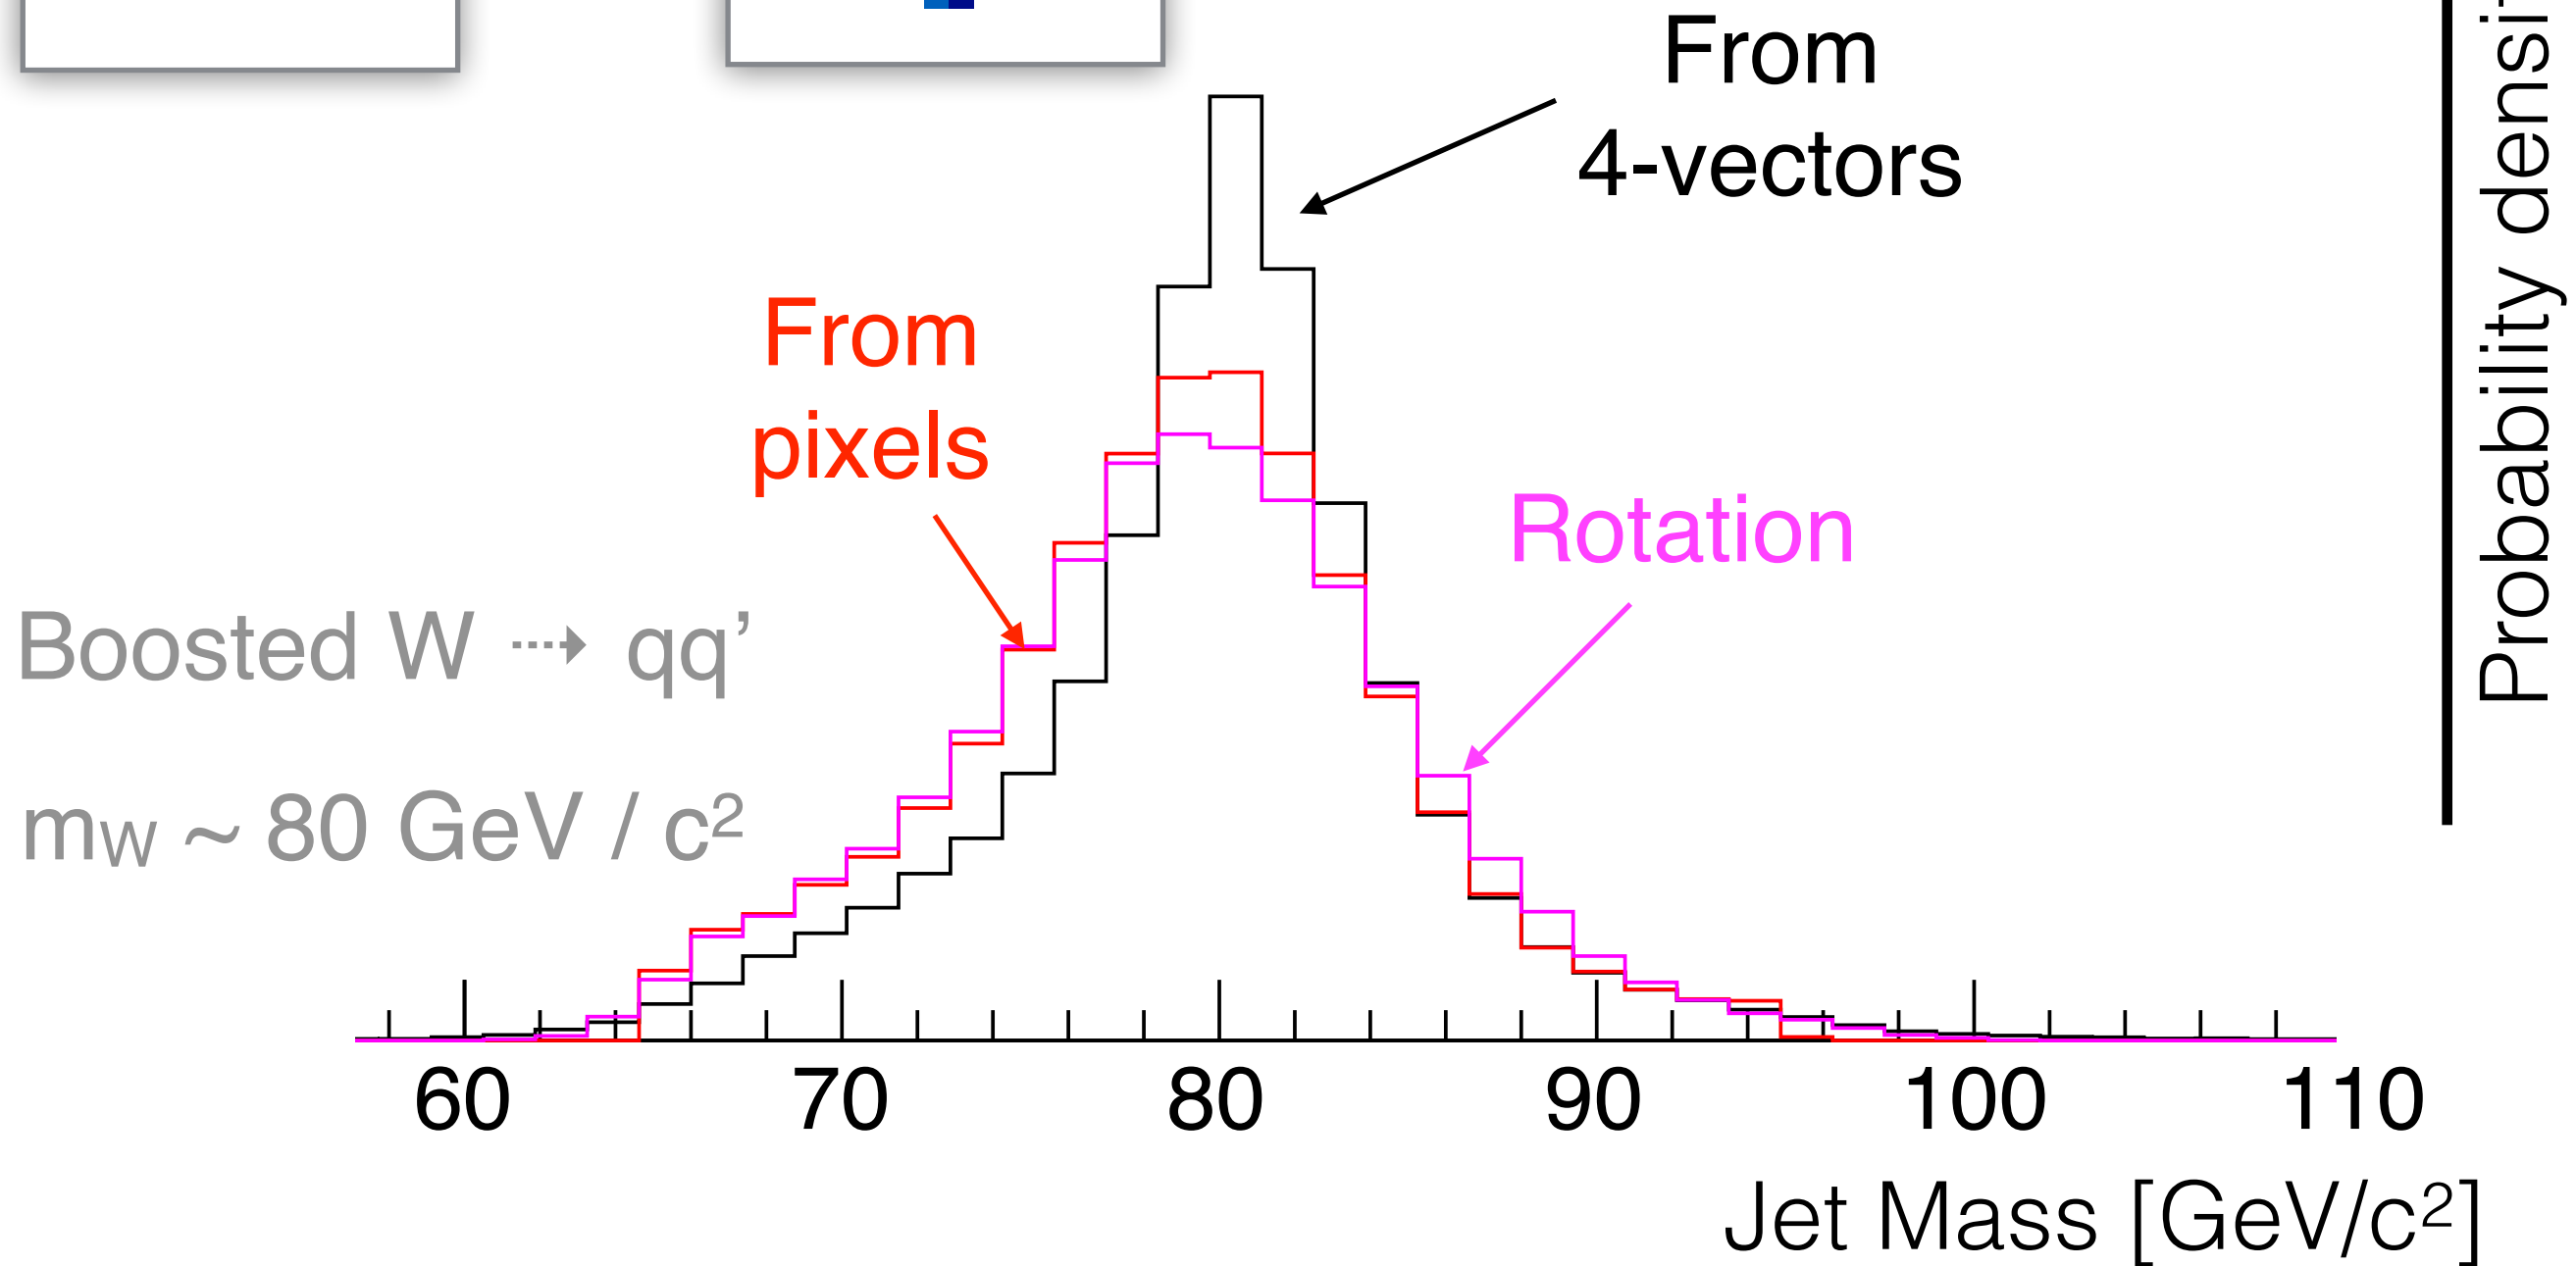 From
4-vectors
From
pixels
Rotation
Boosted W ⇢ qq’
mW ~ 80 GeV / c²
60 70 80 90 100 110
Jet Mass [GeV/c²]
Probability